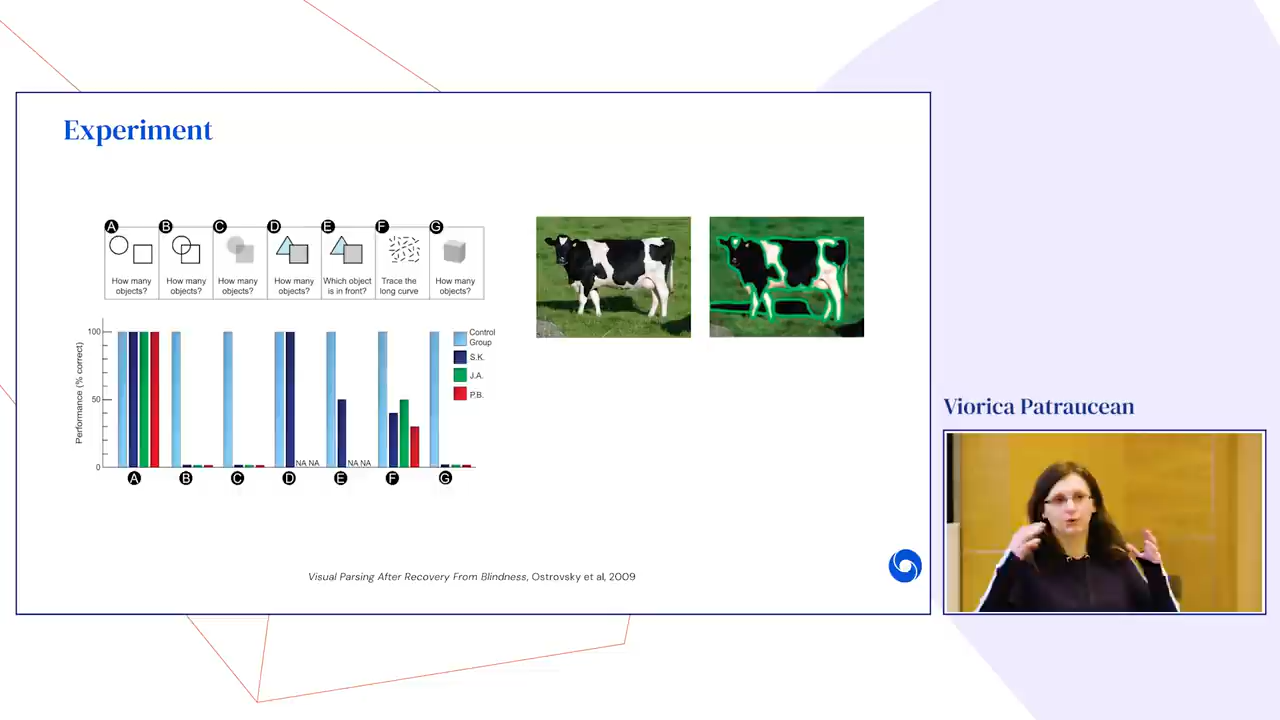 Experiment
A B C D E F G
How many
objects?
How many
objects?
How many
objects?
How many
objects?
Which object
is in front?
Trace the
long curve
How many
objects?
Performance (% correct)
100
50
0
NA NA
NA NA
A B C D E F G
Control
Group
S.K.
J.A.
P.B.
Visual Parsing After Recovery From Blindness, Ostrovsky et al, 2009
Viorica Patraucean